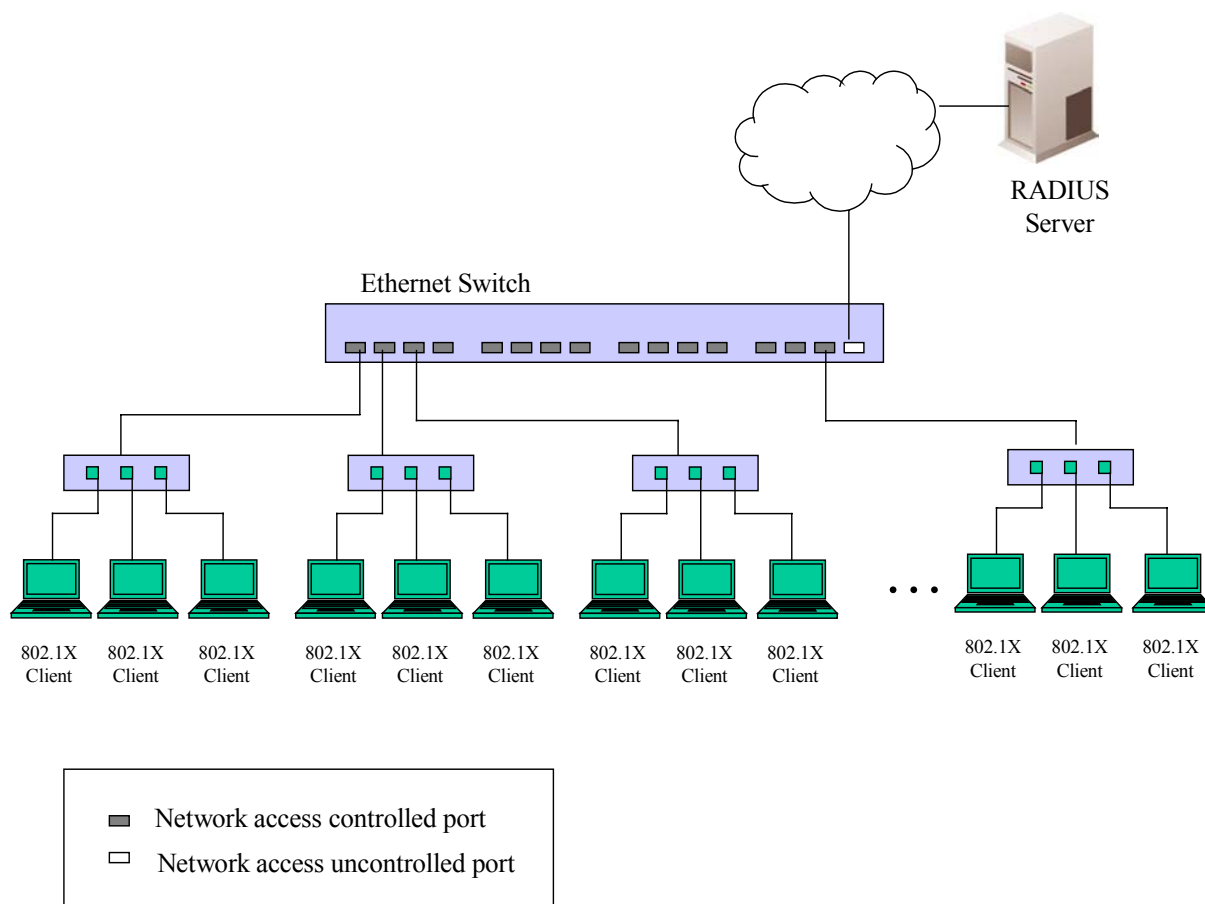 RADIUS
Server
Ethernet Switch
802.1X
Client
802.1X
Client
802.1X
Client
802.1X
Client
802.1X
Client
802.1X
Client
802.1X
Client
802.1X
Client
802.1X
Client
...
802.1X
Client
802.1X
Client
802.1X
Client
Network access controlled port
Network access uncontrolled port